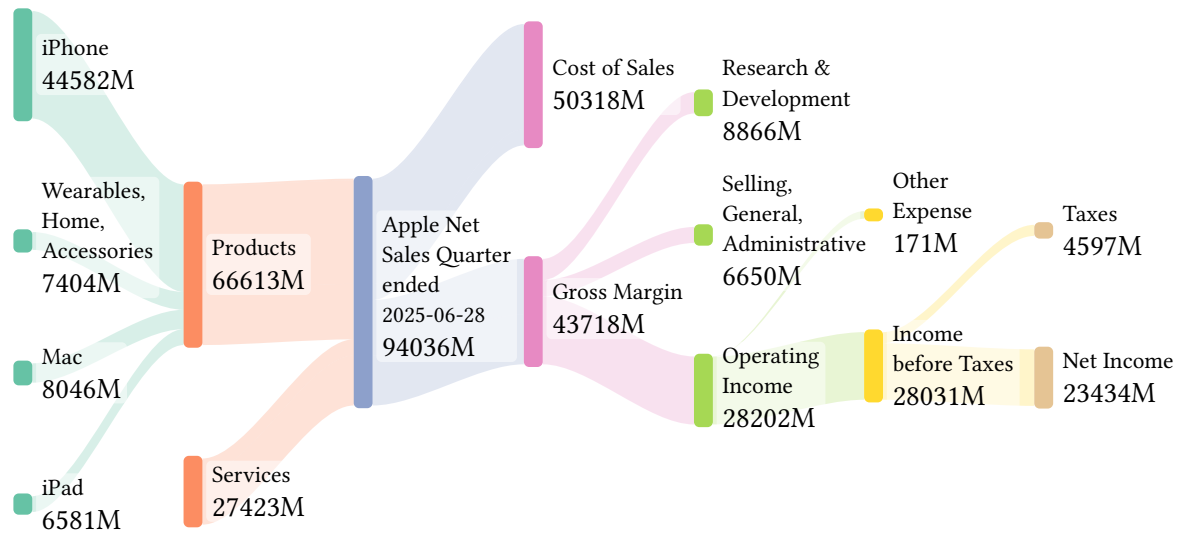 iPhone
44582M
Wearables,
Home,
Accessories
7404M
Mac
8046M
iPad
6581M
Products
66613M
Services
27423M
Apple Net
Sales Quarter
ended
2025-06-28
94036M
Cost of Sales
50318M
Gross Margin
43718M
Research &
Development
8866M
Selling,
General,
Administrative
6650M
Operating
Income
28202M
Other
Expense
171M
Income
before Taxes
28031M
Taxes
4597M
Net Income
23434M